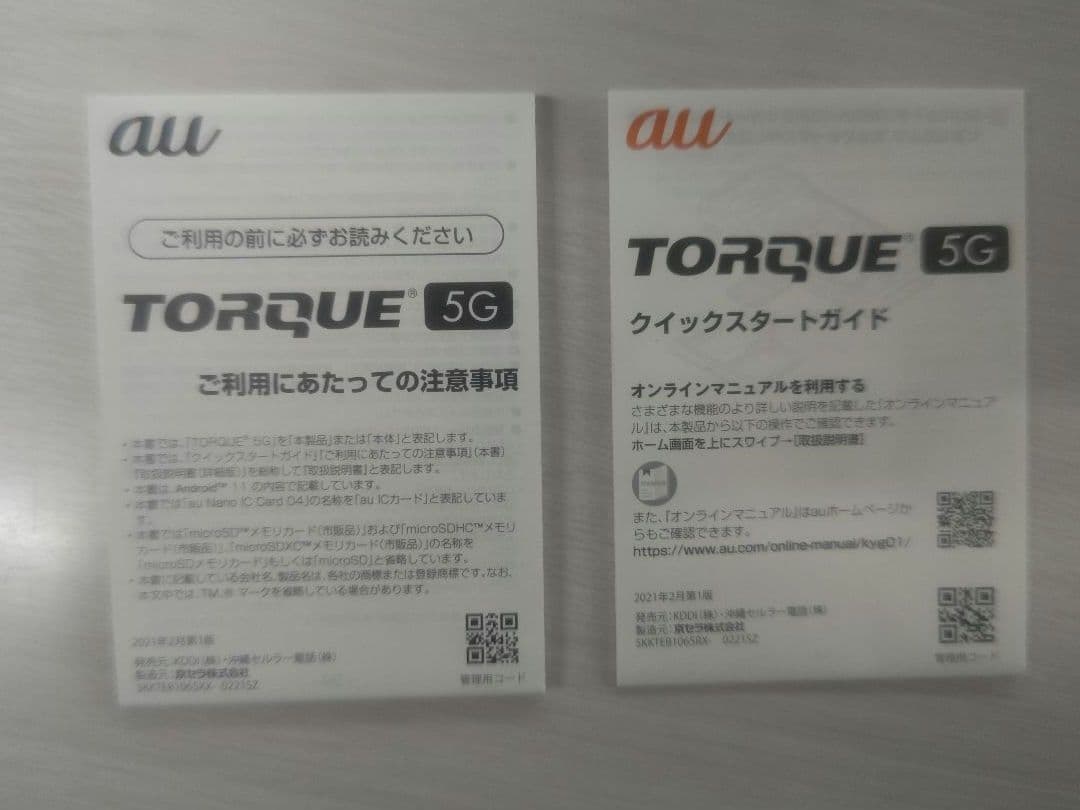 au
ご利用の前に必ずお読みください
TORQUE® 5G
ご利用にあたっての注意事項
• 本書では、「TORQUE® 5G」を「本製品」または「本体」と表記します。
• 本書では、「クイックスタートガイド」「ご利用にあたっての注意事項」(本書)
『取扱説明書(詳細版)』を総称して『取扱説明書』と表記します。
• 本書は、Android™ 11 の内容で記載しています。
• 本書では「au Nano IC Card 04」の名称を「au ICカード」と表記していま
す。
• 本書では「microSD™メモリカード(市販品)」および「microSDHC™メモリ
カード(市販品)」、「microSDXC™メモリカード(市販品)」の名称を
「microSDメモリカード」もしくは「microSD」と省略しています。
• 本書に記載している会社名、製品名は、各社の商標または登録商標です。なお、
本文中では、TM、® マークを省略している場合があります。
2021年2月第1版
発売元:KDDI(株)・沖縄セルラー電話(株)
製造元:京セラ株式会社
5KKTEB1065XX- 0221SZ
管理用コード
au
TORQUE® 5G
クイックスタートガイド
オンラインマニュアルを利用する
さまざまな機能のより詳しい説明を記載した『オンラインマニュア
ル』は、本製品から以下の操作でご確認できます。
ホーム画面を上にスワイプ→[取扱説明書]
また、『オンラインマニュアル』はauホームページか
らもご確認できます。
https://www.au.com/online-manual/kyg01/
2021年2月第1版
発売元:KDDI(株)・沖縄セルラー電話(株)
製造元:京セラ株式会社
管理用コード